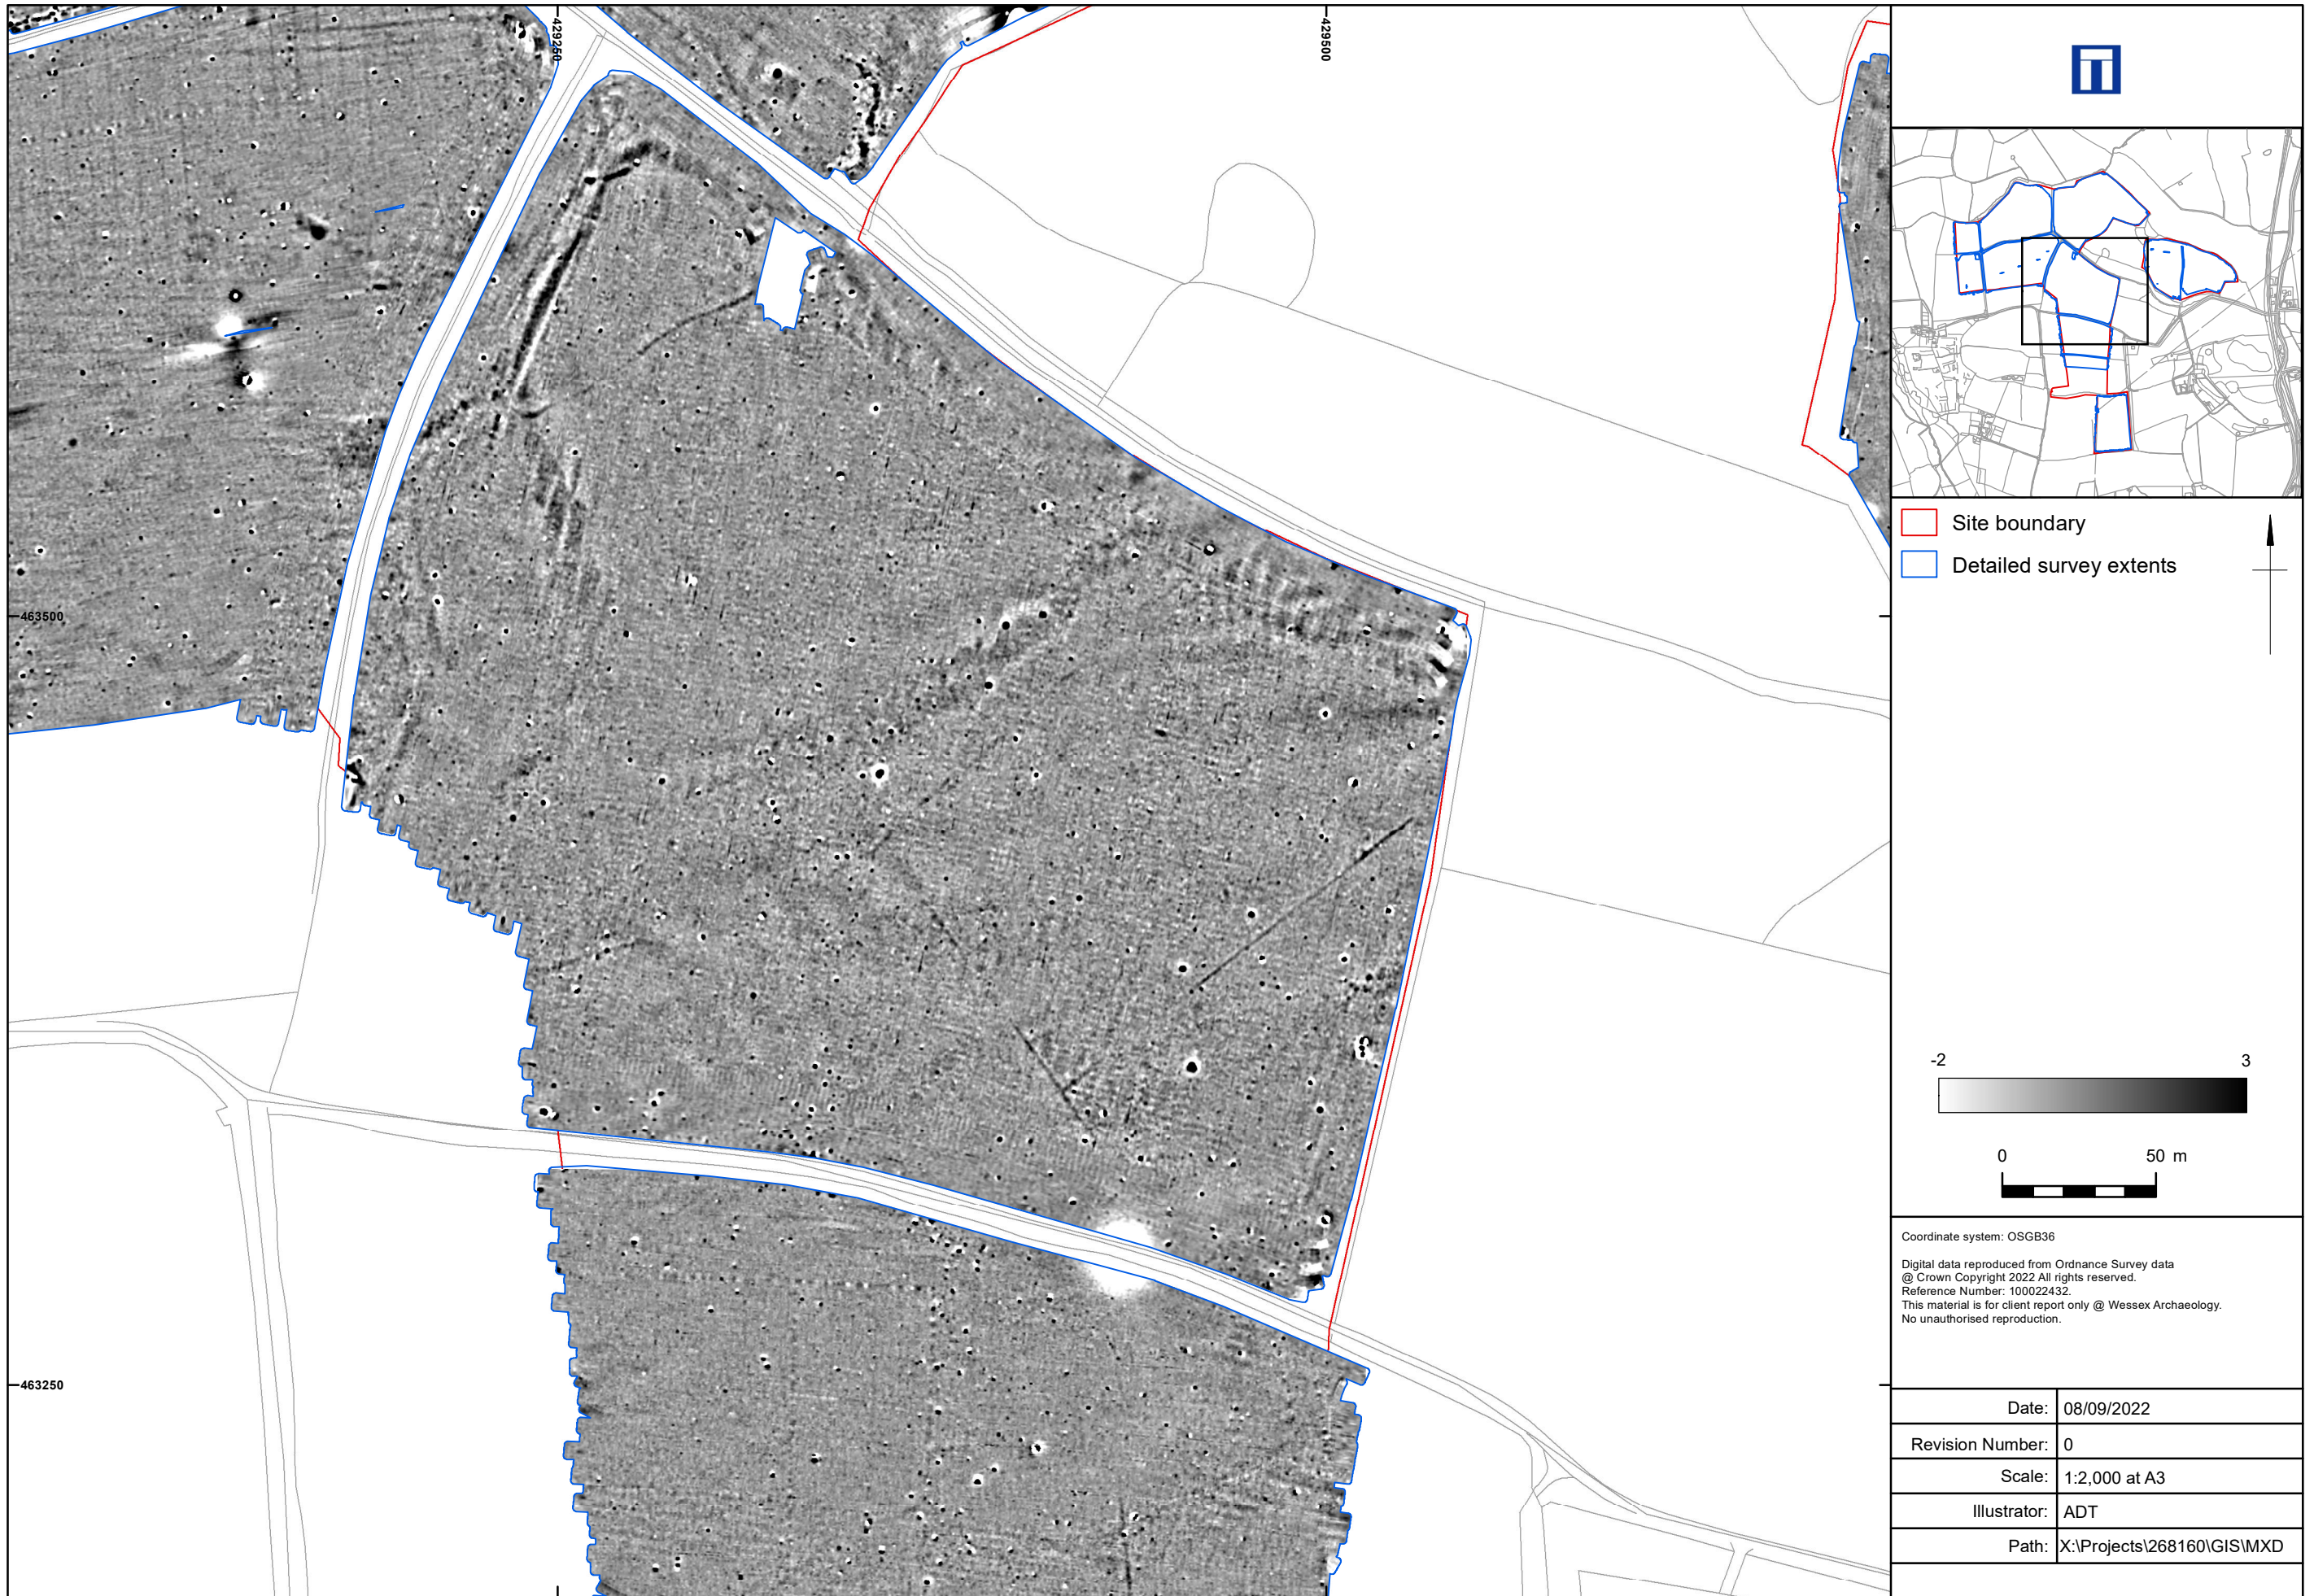 429250
429500
463500
463250
Site boundary
Detailed survey extents
-2 3
0 50 m
Coordinate system: OSGB36
Digital data reproduced from Ordnance Survey data
@ Crown Copyright 2022 All rights reserved.
Reference Number: 100022432.
This material is for client report only @ Wessex Archaeology.
No unauthorised reproduction.
Date: 08/09/2022
Revision Number: 0
Scale: 1:2,000 at A3
Illustrator: ADT
Path: X:\Projects\268160\GIS\MXD